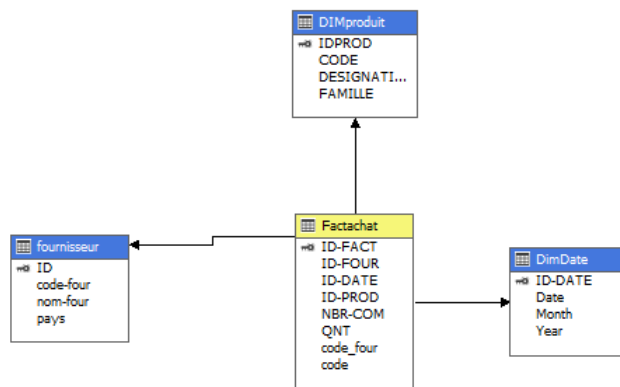 DIMproduit
IDPROD
CODE
DESIGNATI...
FAMILLE
Factachat
ID-FACT
ID-FOUR
ID-DATE
ID-PROD
NBR-COM
QNT
code_four
code
fournisseur
ID
code-four
nom-four
pays
DimDate
ID-DATE
Date
Month
Year